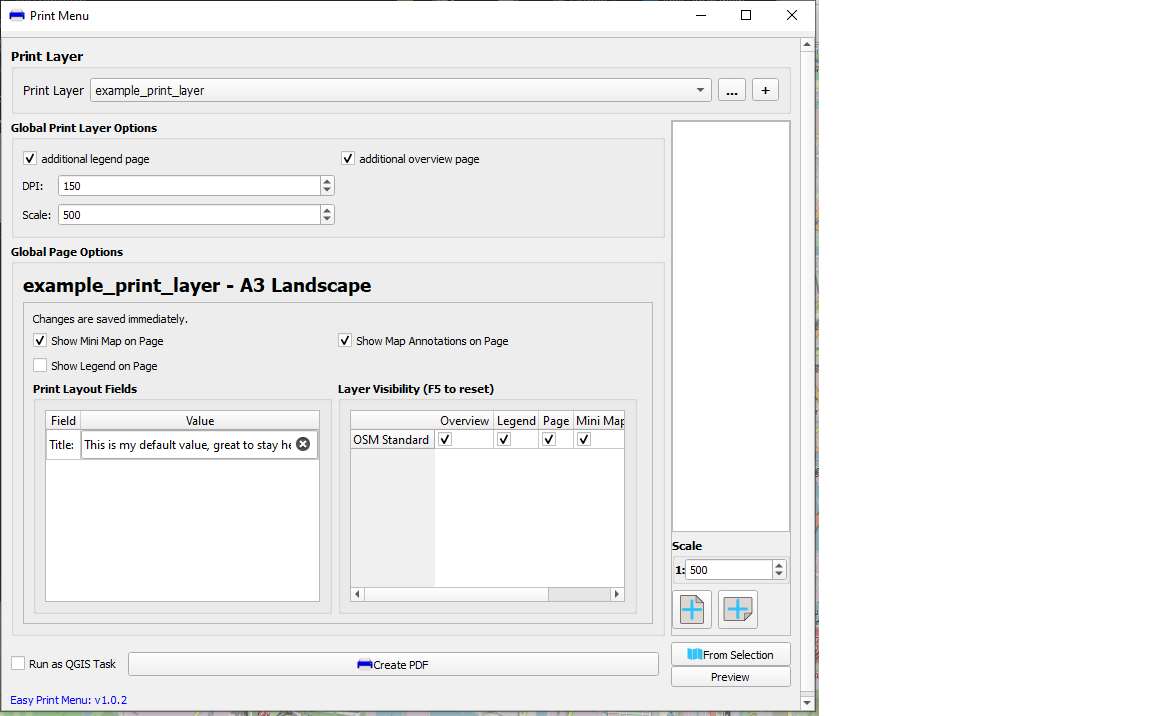 Print Menu
Print Layer
Print Layer example_print_layer ... +
Global Print Layer Options
additional legend page additional overview page
DPI: 150
Scale: 500
Global Page Options
example_print_layer - A3 Landscape
Changes are saved immediately.
Show Mini Map on Page Show Map Annotations on Page
Show Legend on Page
Print Layout Fields Layer Visibility (F5 to reset)
Field Value Overview Legend Page Mini Map
Title: This is my default value, great to stay he OSM Standard
Scale
1: 500
From Selection
Run as QGIS Task Create PDF
Preview
Easy Print Menu: v1.0.2